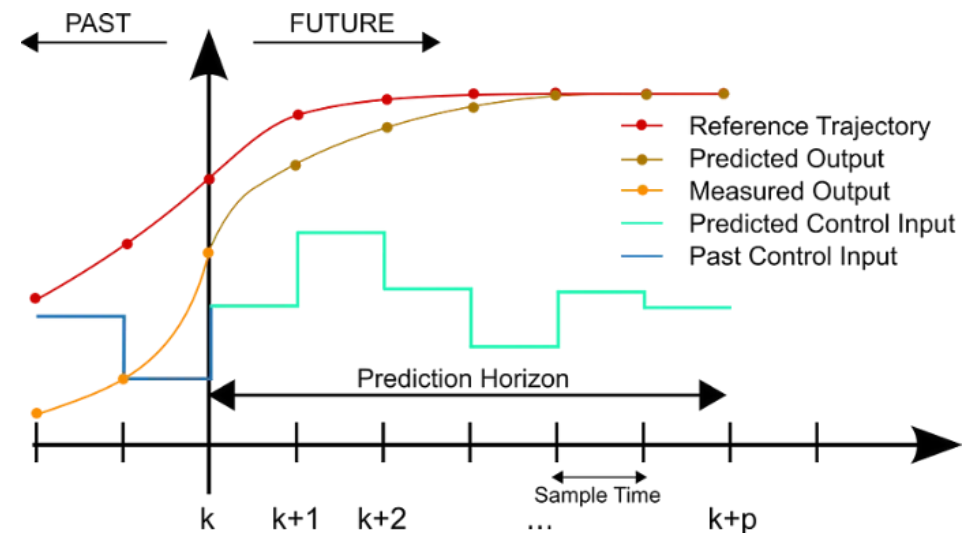 PAST
FUTURE
Reference Trajectory
Predicted Output
Measured Output
Predicted Control Input
Past Control Input
Prediction Horizon
Sample Time
k k+1 k+2 ... k+p